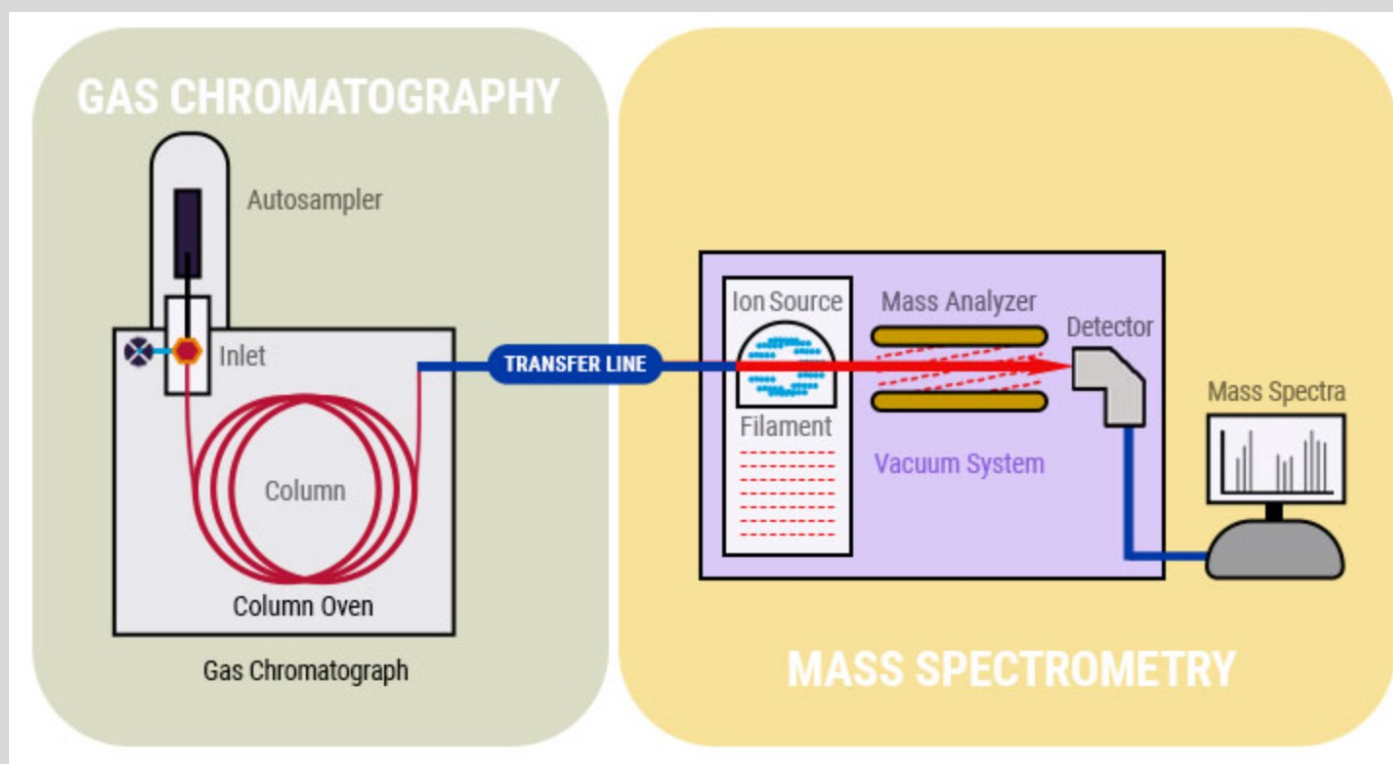 GAS CHROMATOGRAPHY
Autosampler
Inlet
Column
Column Oven
Gas Chromatograph
TRANSFER LINE
Ion Source
Mass Analyzer
Detector
Filament
Vacuum System
Mass Spectra
MASS SPECTROMETRY